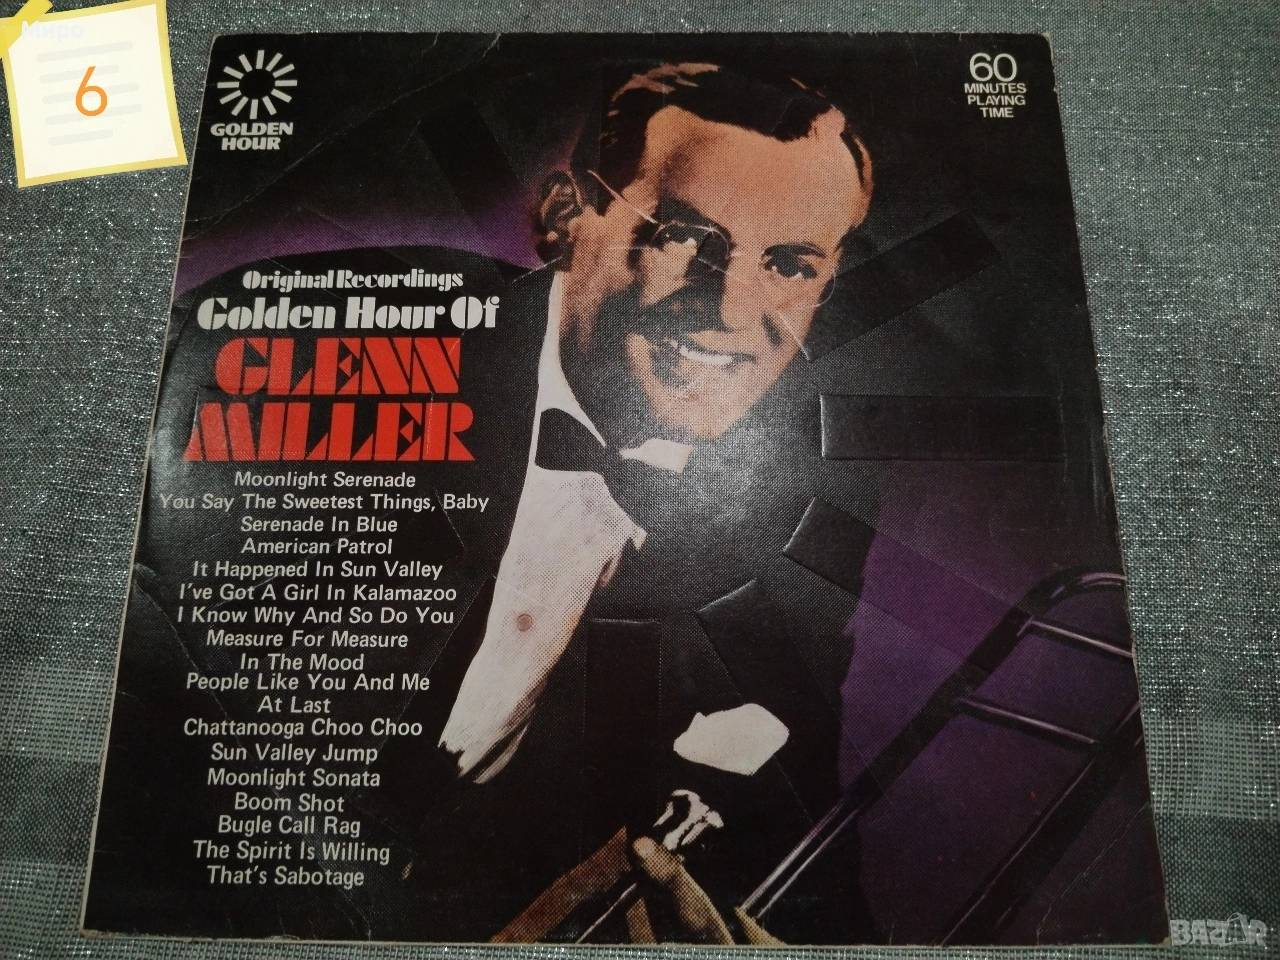 Миро
6
GOLDEN
HOUR
60
MINUTES
PLAYING
TIME
Original Recordings
Golden Hour Of
GLENN
MILLER
Moonlight Serenade
You Say The Sweetest Things, Baby
Serenade In Blue
American Patrol
It Happened In Sun Valley
I've Got A Girl In Kalamazoo
I Know Why And So Do You
Measure For Measure
In The Mood
People Like You And Me
At Last
Chattanooga Choo Choo
Sun Valley Jump
Moonlight Sonata
Boom Shot
Bugle Call Rag
The Spirit Is Willing
That's Sabotage
BAZAR